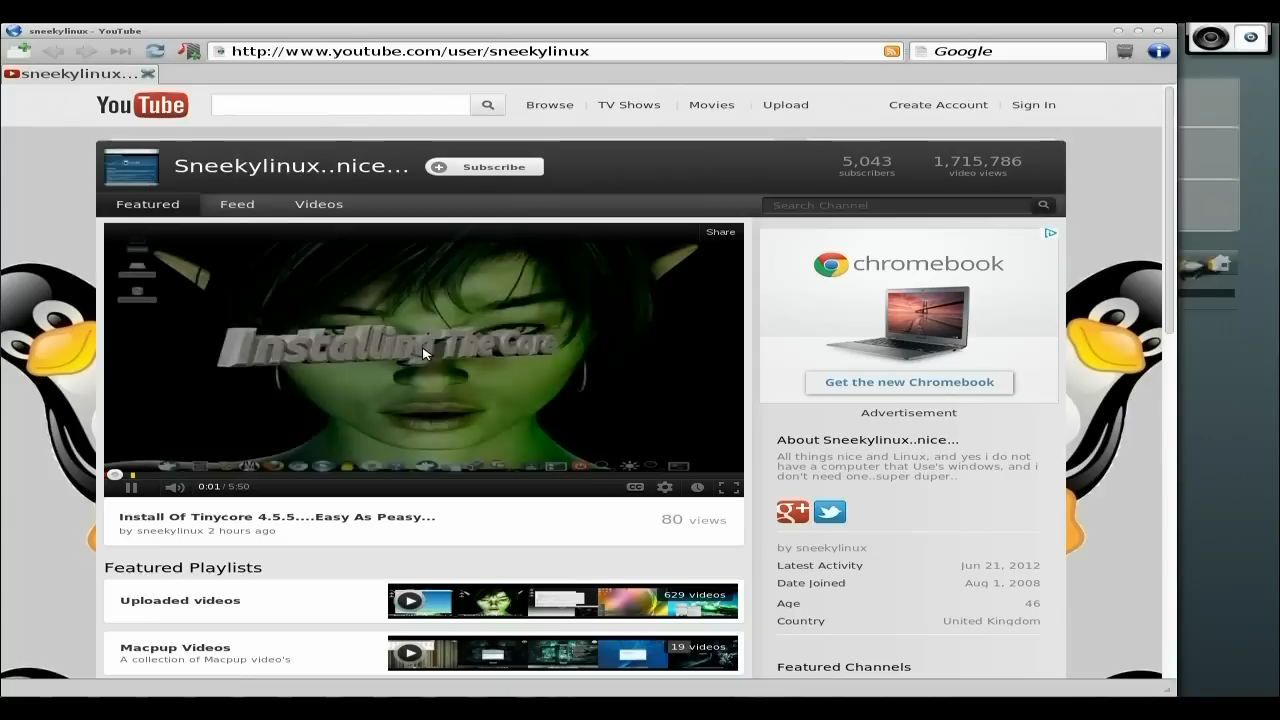 sneekylinux - YouTube
http://www.youtube.com/user/sneekylinux
Google
sneekylinux...
YouTube
Browse
TV Shows
Movies
Upload
Create Account
Sign In
Sneekylinux..nice...
Subscribe
5,043
subscribers
1,715,786
video views
Featured
Feed
Videos
Search Channel
Share
Installing The Core
0:01 / 5:50
CC
Install Of Tinycore 4.5.5....Easy As Peasy...
by sneekylinux 2 hours ago
80 views
Featured Playlists
Uploaded videos
629 videos
Macpup Videos
A collection of Macpup video's
19 videos
chromebook
Get the new Chromebook
Advertisement
About Sneekylinux..nice...
All things nice and Linux, and yes i do not
have a computer that Use's windows, and i
don't need one..super duper..
g+
by sneekylinux
Latest Activity Jun 21, 2012
Date Joined Aug 1, 2008
Age 46
Country United Kingdom
Featured Channels